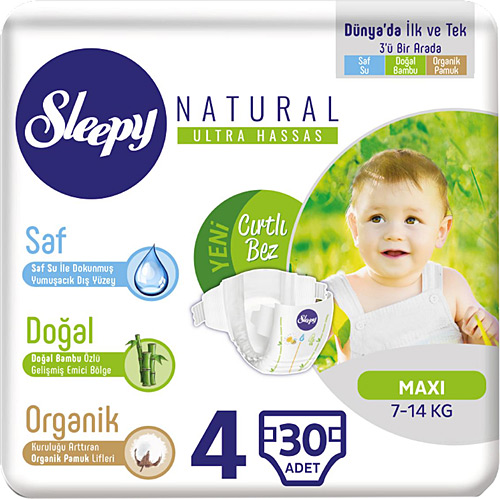 Dünya'da İlk ve Tek
3'ü Bir Arada
Saf Su
Doğal Bambu
Organik Pamuk
Sleepy
NATURAL
ULTRA HASSAS
YENİ
Cırtlı
Bez
Saf
Saf Su İle Dokunmuş
Yumuşacık Dış Yüzey
Sleepy
Doğal
Doğal Bambu Özlü
Gelişmiş Emici Bölge
MAXI
7-14 KG
Organik
Kuruluğu Arttıran
Organik Pamuk Lifleri
4
30
ADET